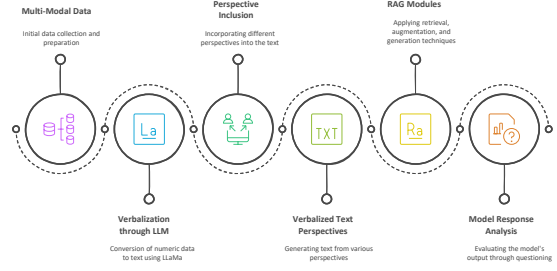 Multi-Modal Data
Initial data collection and
preparation
Perspective
Inclusion
Incorporating different
perspectives into the text
RAG Modules
Applying retrieval,
augmentation, and
generation techniques
La
TXT
Ra
Verbalization
through LLM
Conversion of numeric data
to text using LLaMa
Verbalized Text
Perspectives
Generating text from various
perspectives
Model Response
Analysis
Evaluating the model's
output through questioning